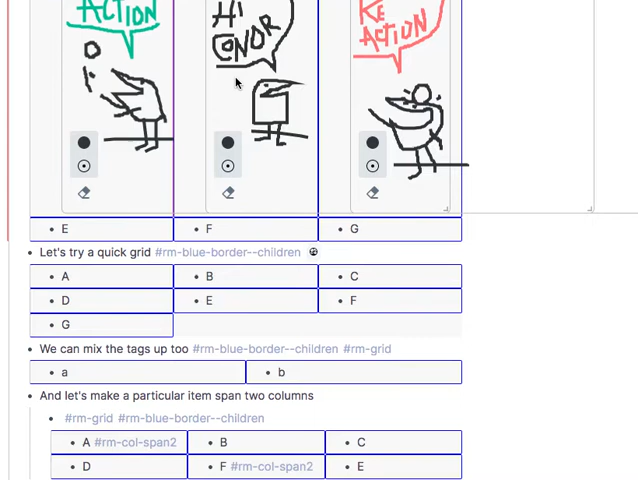 ACTION
HI
CONOR
RE
ACTION
E F G
Let's try a quick grid #rm-blue-border--children
A B C
D E F
G
We can mix the tags up too #rm-blue-border--children #rm-grid
a b
And let's make a particular item span two columns
#rm-grid #rm-blue-border--children
A #rm-col-span2 B C
D F #rm-col-span2 E